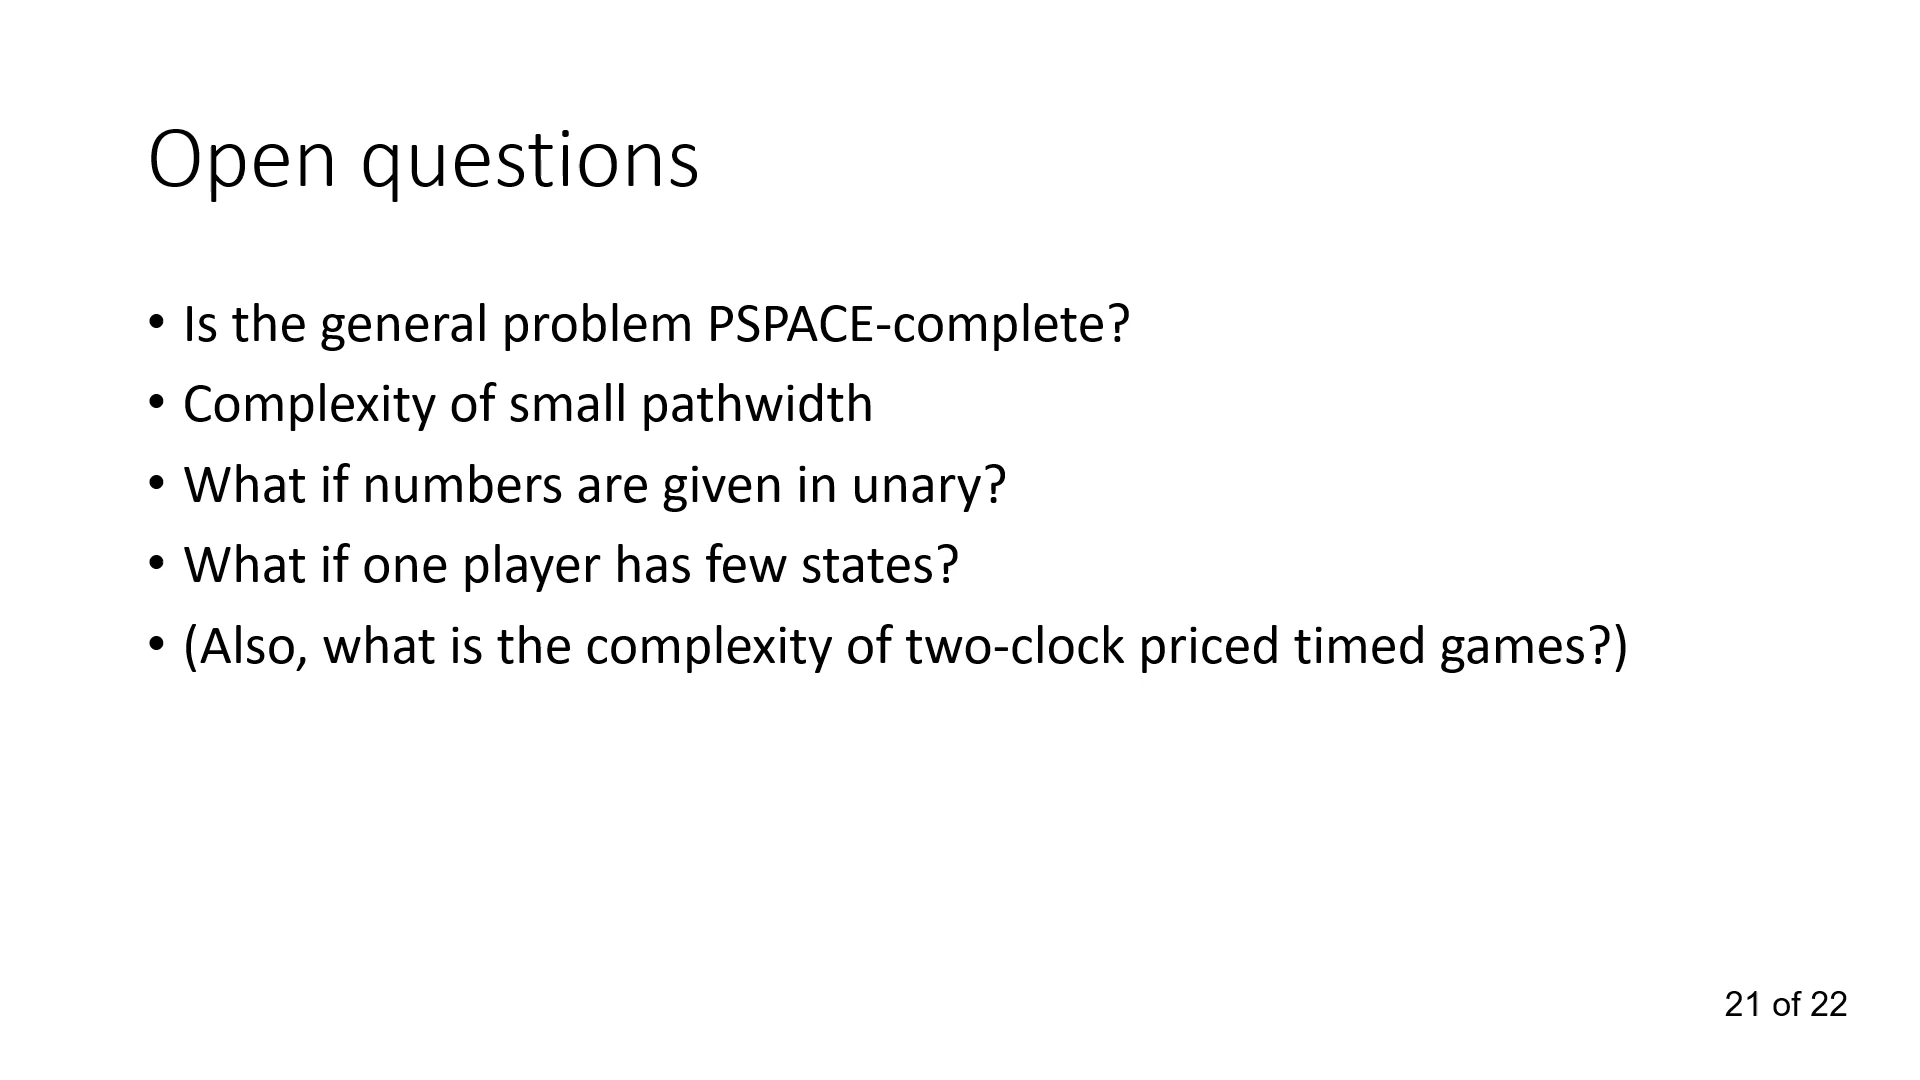 Open questions
• Is the general problem PSPACE-complete?
• Complexity of small pathwidth
• What if numbers are given in unary?
• What if one player has few states?
• (Also, what is the complexity of two-clock priced timed games?)
21 of 22